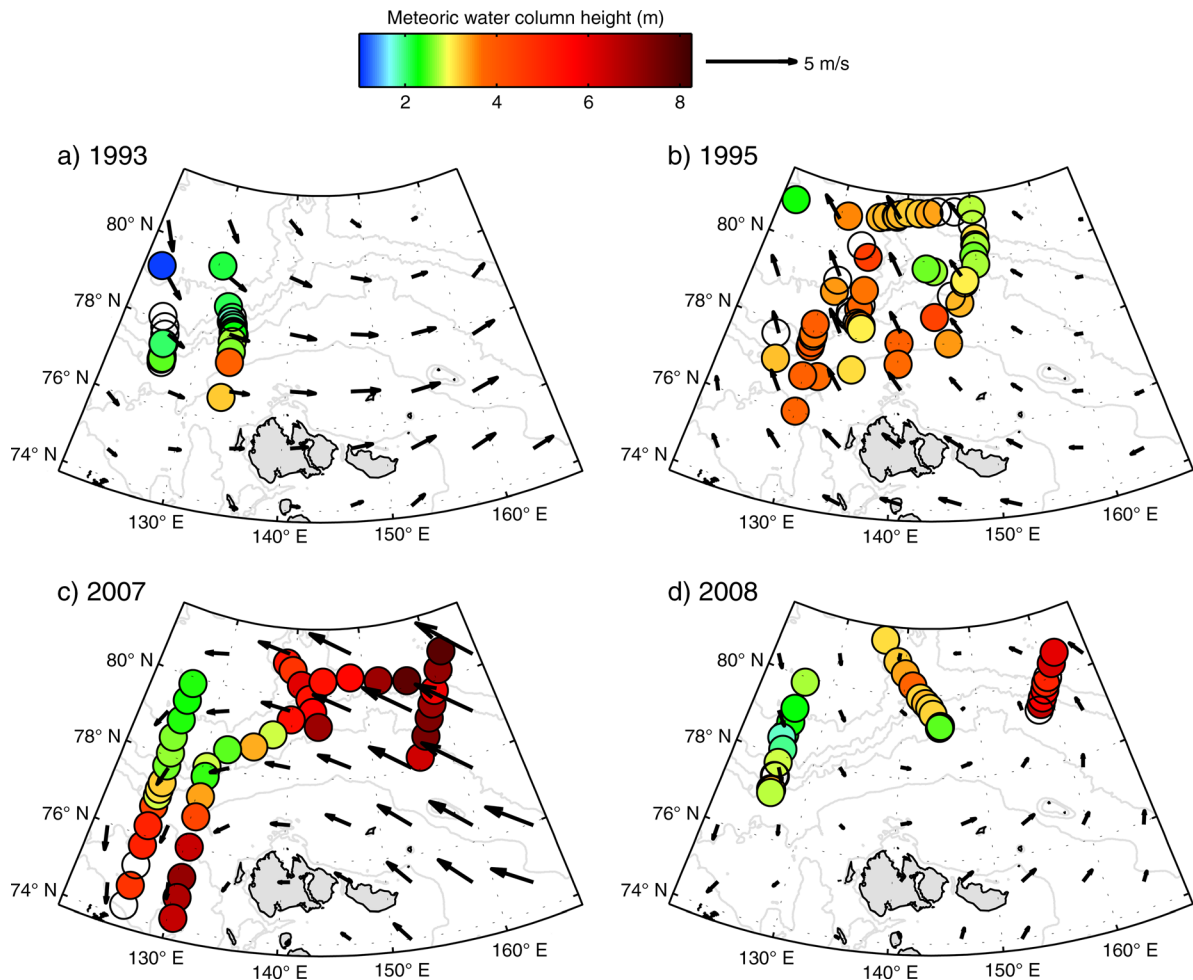 Meteoric water column height (m)
5 m/s
2 4 6 8
a) 1993
80° N
78° N
76° N
74° N
130° E
140° E
150° E
160° E
b) 1995
80° N
78° N
76° N
74° N
130° E
140° E
150° E
160° E
c) 2007
80° N
78° N
76° N
74° N
130° E
140° E
150° E
160° E
d) 2008
80° N
78° N
76° N
74° N
130° E
140° E
150° E
160° E